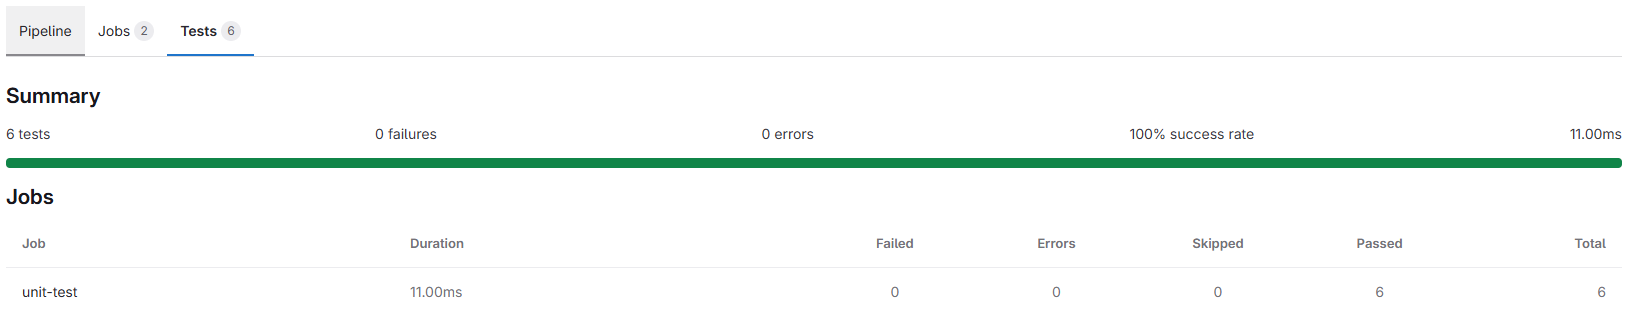 Pipeline Jobs 2 Tests 6
Summary
6 tests 0 failures 0 errors 100% success rate 11.00ms
Jobs
Job Duration Failed Errors Skipped Passed Total
unit-test 11.00ms 0 0 0 6 6